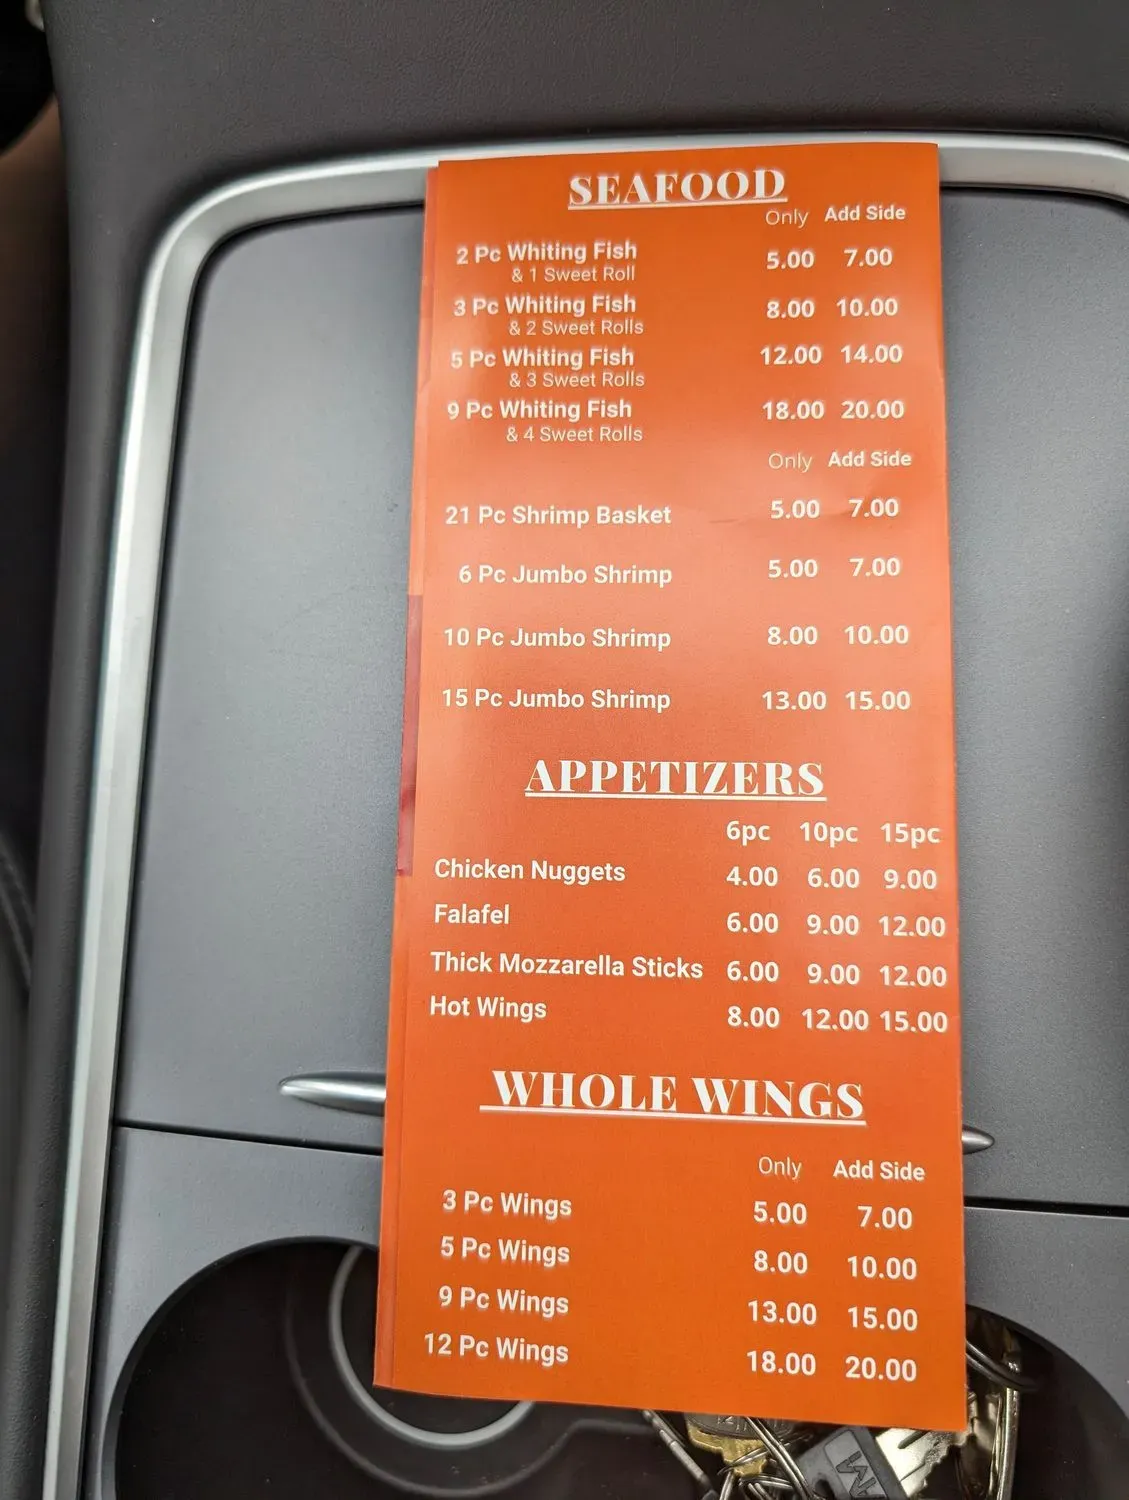 SEAFOOD
Only Add Side
2 Pc Whiting Fish 5.00 7.00
& 1 Sweet Roll
3 Pc Whiting Fish 8.00 10.00
& 2 Sweet Rolls
5 Pc Whiting Fish 12.00 14.00
& 3 Sweet Rolls
9 Pc Whiting Fish 18.00 20.00
& 4 Sweet Rolls
Only Add Side
21 Pc Shrimp Basket 5.00 7.00
6 Pc Jumbo Shrimp 5.00 7.00
10 Pc Jumbo Shrimp 8.00 10.00
15 Pc Jumbo Shrimp 13.00 15.00
APPETIZERS
6pc 10pc 15pc
Chicken Nuggets 4.00 6.00 9.00
Falafel 6.00 9.00 12.00
Thick Mozzarella Sticks 6.00 9.00 12.00
Hot Wings 8.00 12.00 15.00
WHOLE WINGS
Only Add Side
3 Pc Wings 5.00 7.00
5 Pc Wings 8.00 10.00
9 Pc Wings 13.00 15.00
12 Pc Wings 18.00 20.00